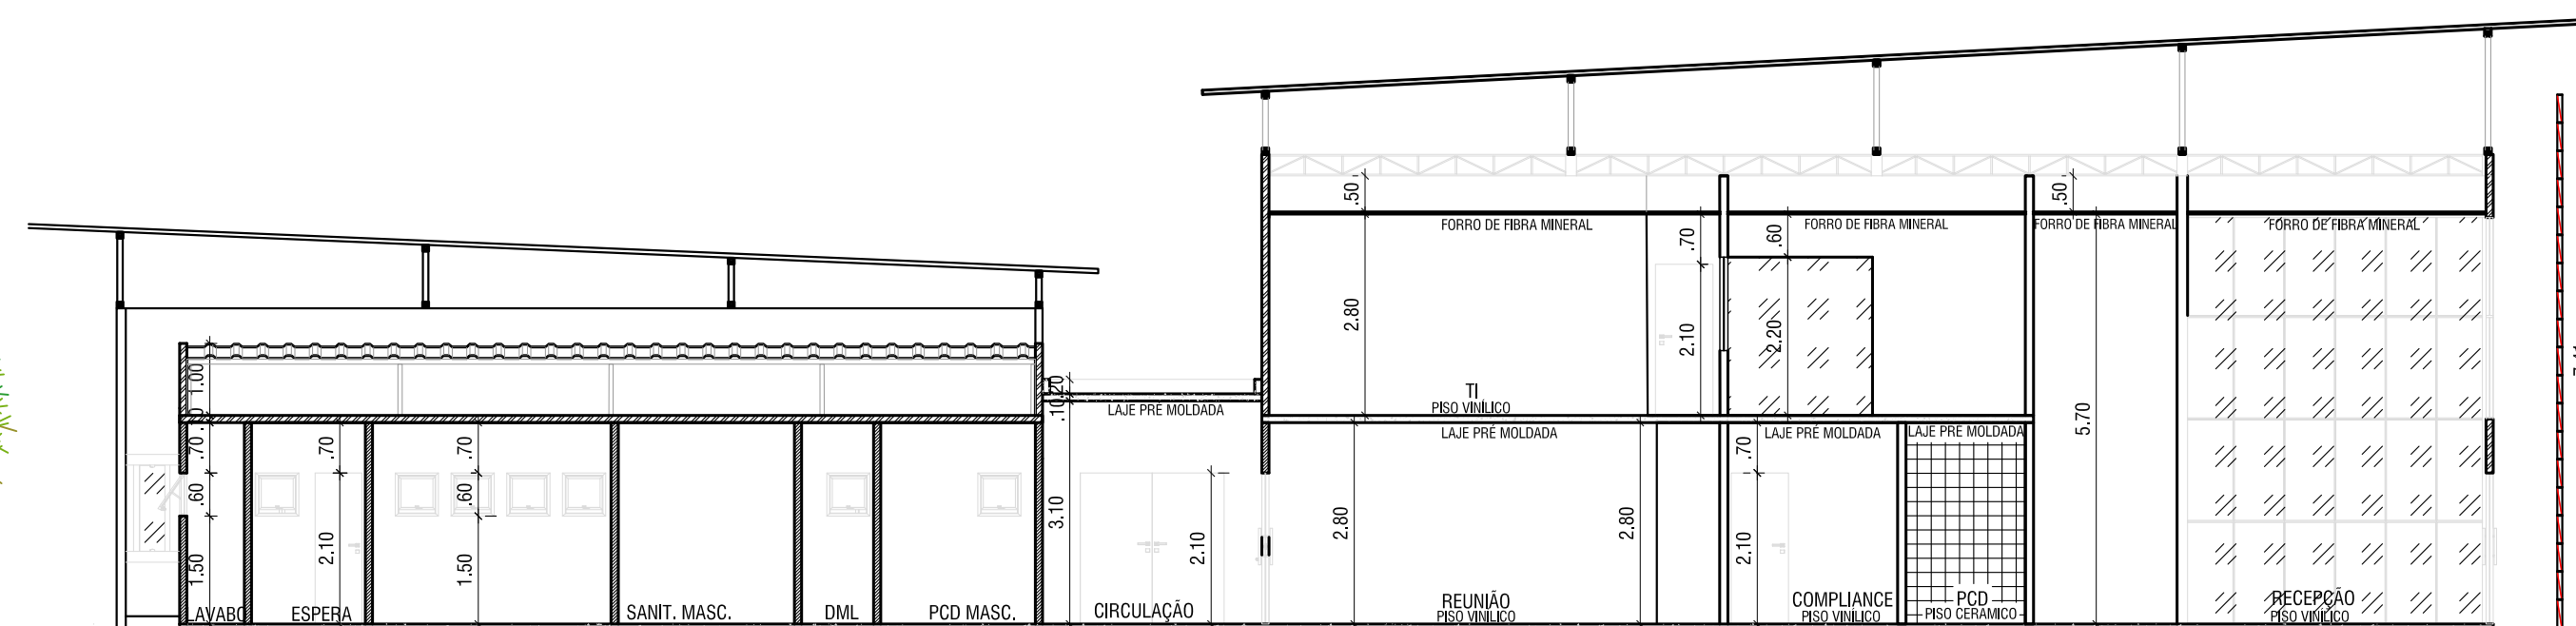 .50
.50
FORRO DE FIBRA MINERAL
FORRO DE FIBRA MINERAL
FORRO DE FIBRA MINERAL
FORRO DE FIBRA MINERAL
.70
.60
2.80
2.10
2.20
1.00
.10
.20
LAJE PRÉ MOLDADA
TI
PISO VINÍLICO
5.70
LAJE PRÉ MOLDADA
LAJE PRÉ MOLDADA
LAJE PRÉ MOLDADA
.70
.70
.70
.70
.60
.60
1.50
2.10
1.50
3.10
2.10
2.80
2.80
2.10
LAVABO
ESPERA
SANIT. MASC.
DML
PCD MASC.
CIRCULAÇÃO
REUNIÃO
PISO VINÍLICO
COMPLIANCE
PISO VINÍLICO
PCD
PISO CERÂMICO
RECEPÇÃO
PISO VINÍLICO